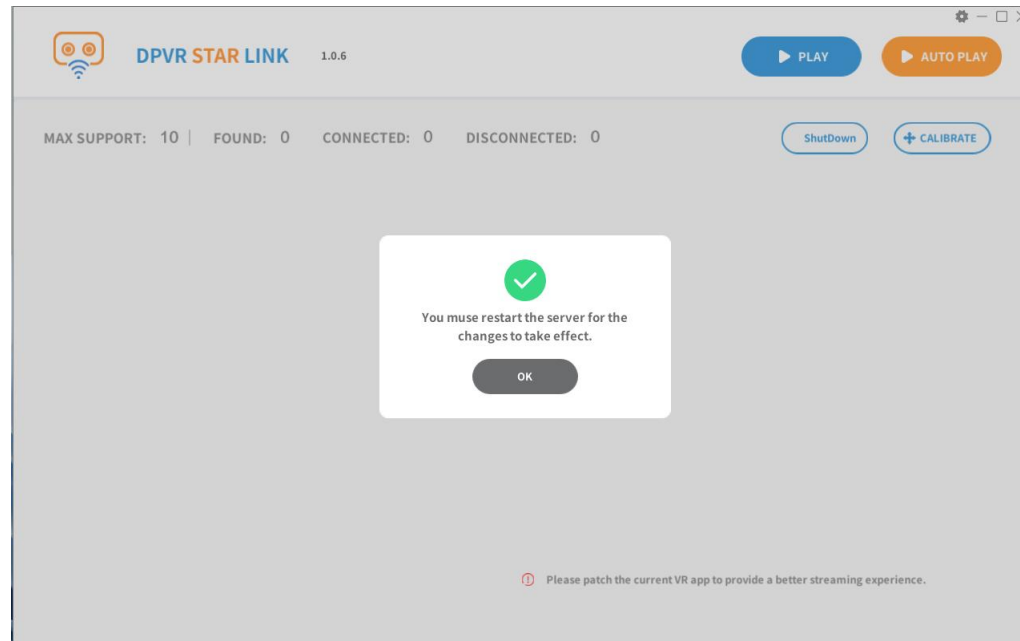 DPVR STAR LINK 1.0.6 PLAY AUTO PLAY
MAX SUPPORT: 10 | FOUND: 0 CONNECTED: 0 DISCONNECTED: 0 ShutDown CALIBRATE
You muse restart the server for the
changes to take effect.
OK
Please patch the current VR app to provide a better streaming experience.